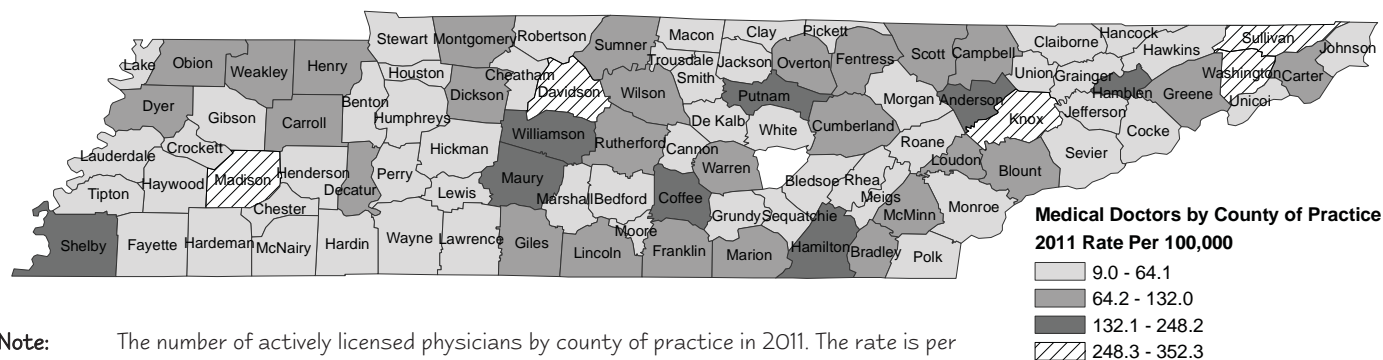 Stewart Montgomery Robertson Sumner Macon Clay Pickett Claiborne Hancock Hawkins Sullivan Johnson
Lake Obion Weakley Henry Houston Cheatham Davidson Trousdale Smith Jackson Overton Fentress Scott Campbell Union Grainger Washington Carter
Dyer Gibson Carroll Benton Humphreys Dickson Wilson Putnam Morgan Anderson Knox Hamblen Greene Unicoi
De Kalb White Cumberland Jefferson Cocke
Lauderdale Crockett Hickman Williamson Rutherford Cannon Warren Roane Loudon Blount Sevier
Tipton Haywood Madison Henderson Decatur Perry Lewis Maury Marshall Bedford Coffee Bledsoe Rhea Meigs
Shelby Fayette Hardeman Chester McNairy Hardin Wayne Lawrence Giles Lincoln Moore Franklin Grundy Sequatchie Marion Hamilton McMinn Bradley Monroe Polk
Medical Doctors by County of Practice
2011 Rate Per 100,000
9.0 - 64.1
64.2 - 132.0
132.1 - 248.2
248.3 - 352.3
Note: The number of actively licensed physicians by county of practice in 2011. The rate is per